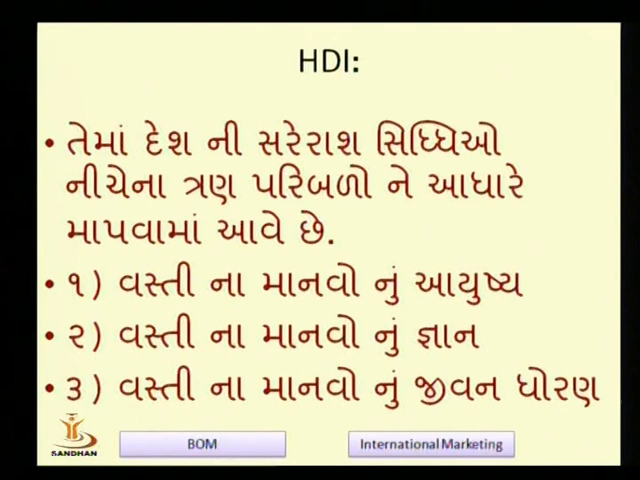 HDI:
• તેમાં દેશ ની સરેરાશ સિધ્ધિઓ
નીચેના ત્રણ પરિબળો ને આધારે
માપવામાં આવે છે.
• ૧) વસ્તી ના માનવો નું આયુષ્ય
• ૨) વસ્તી ના માનવો નું જ્ઞાન
• ૩) વસ્તી ના માનવો નું જીવન ધોરણ
SANDHAN
BOM
International Marketing